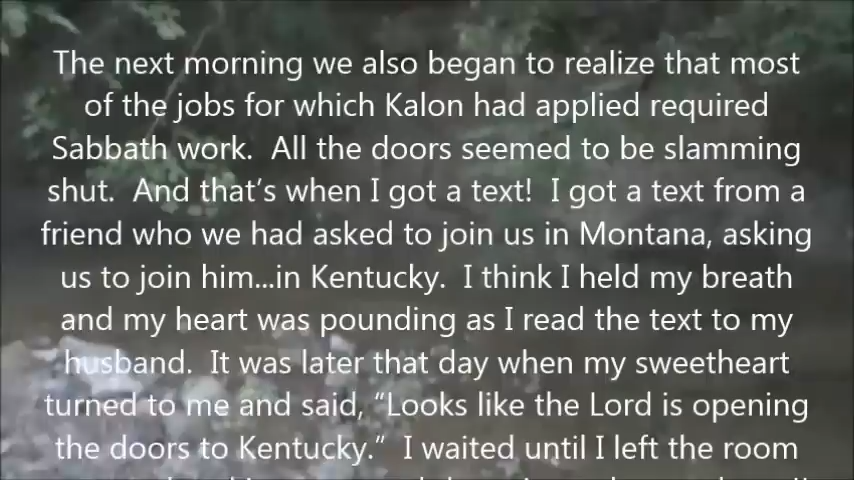 The next morning we also began to realize that most
of the jobs for which Kalon had applied required
Sabbath work.  All the doors seemed to be slamming
shut.  And that's when I got a text!  I got a text from a
friend who we had asked to join us in Montana, asking
us to join him...in Kentucky.  I think I held my breath
and my heart was pounding as I read the text to my
husband.  It was later that day when my sweetheart
turned to me and said, “Looks like the Lord is opening
the doors to Kentucky.”  I waited until I left the room